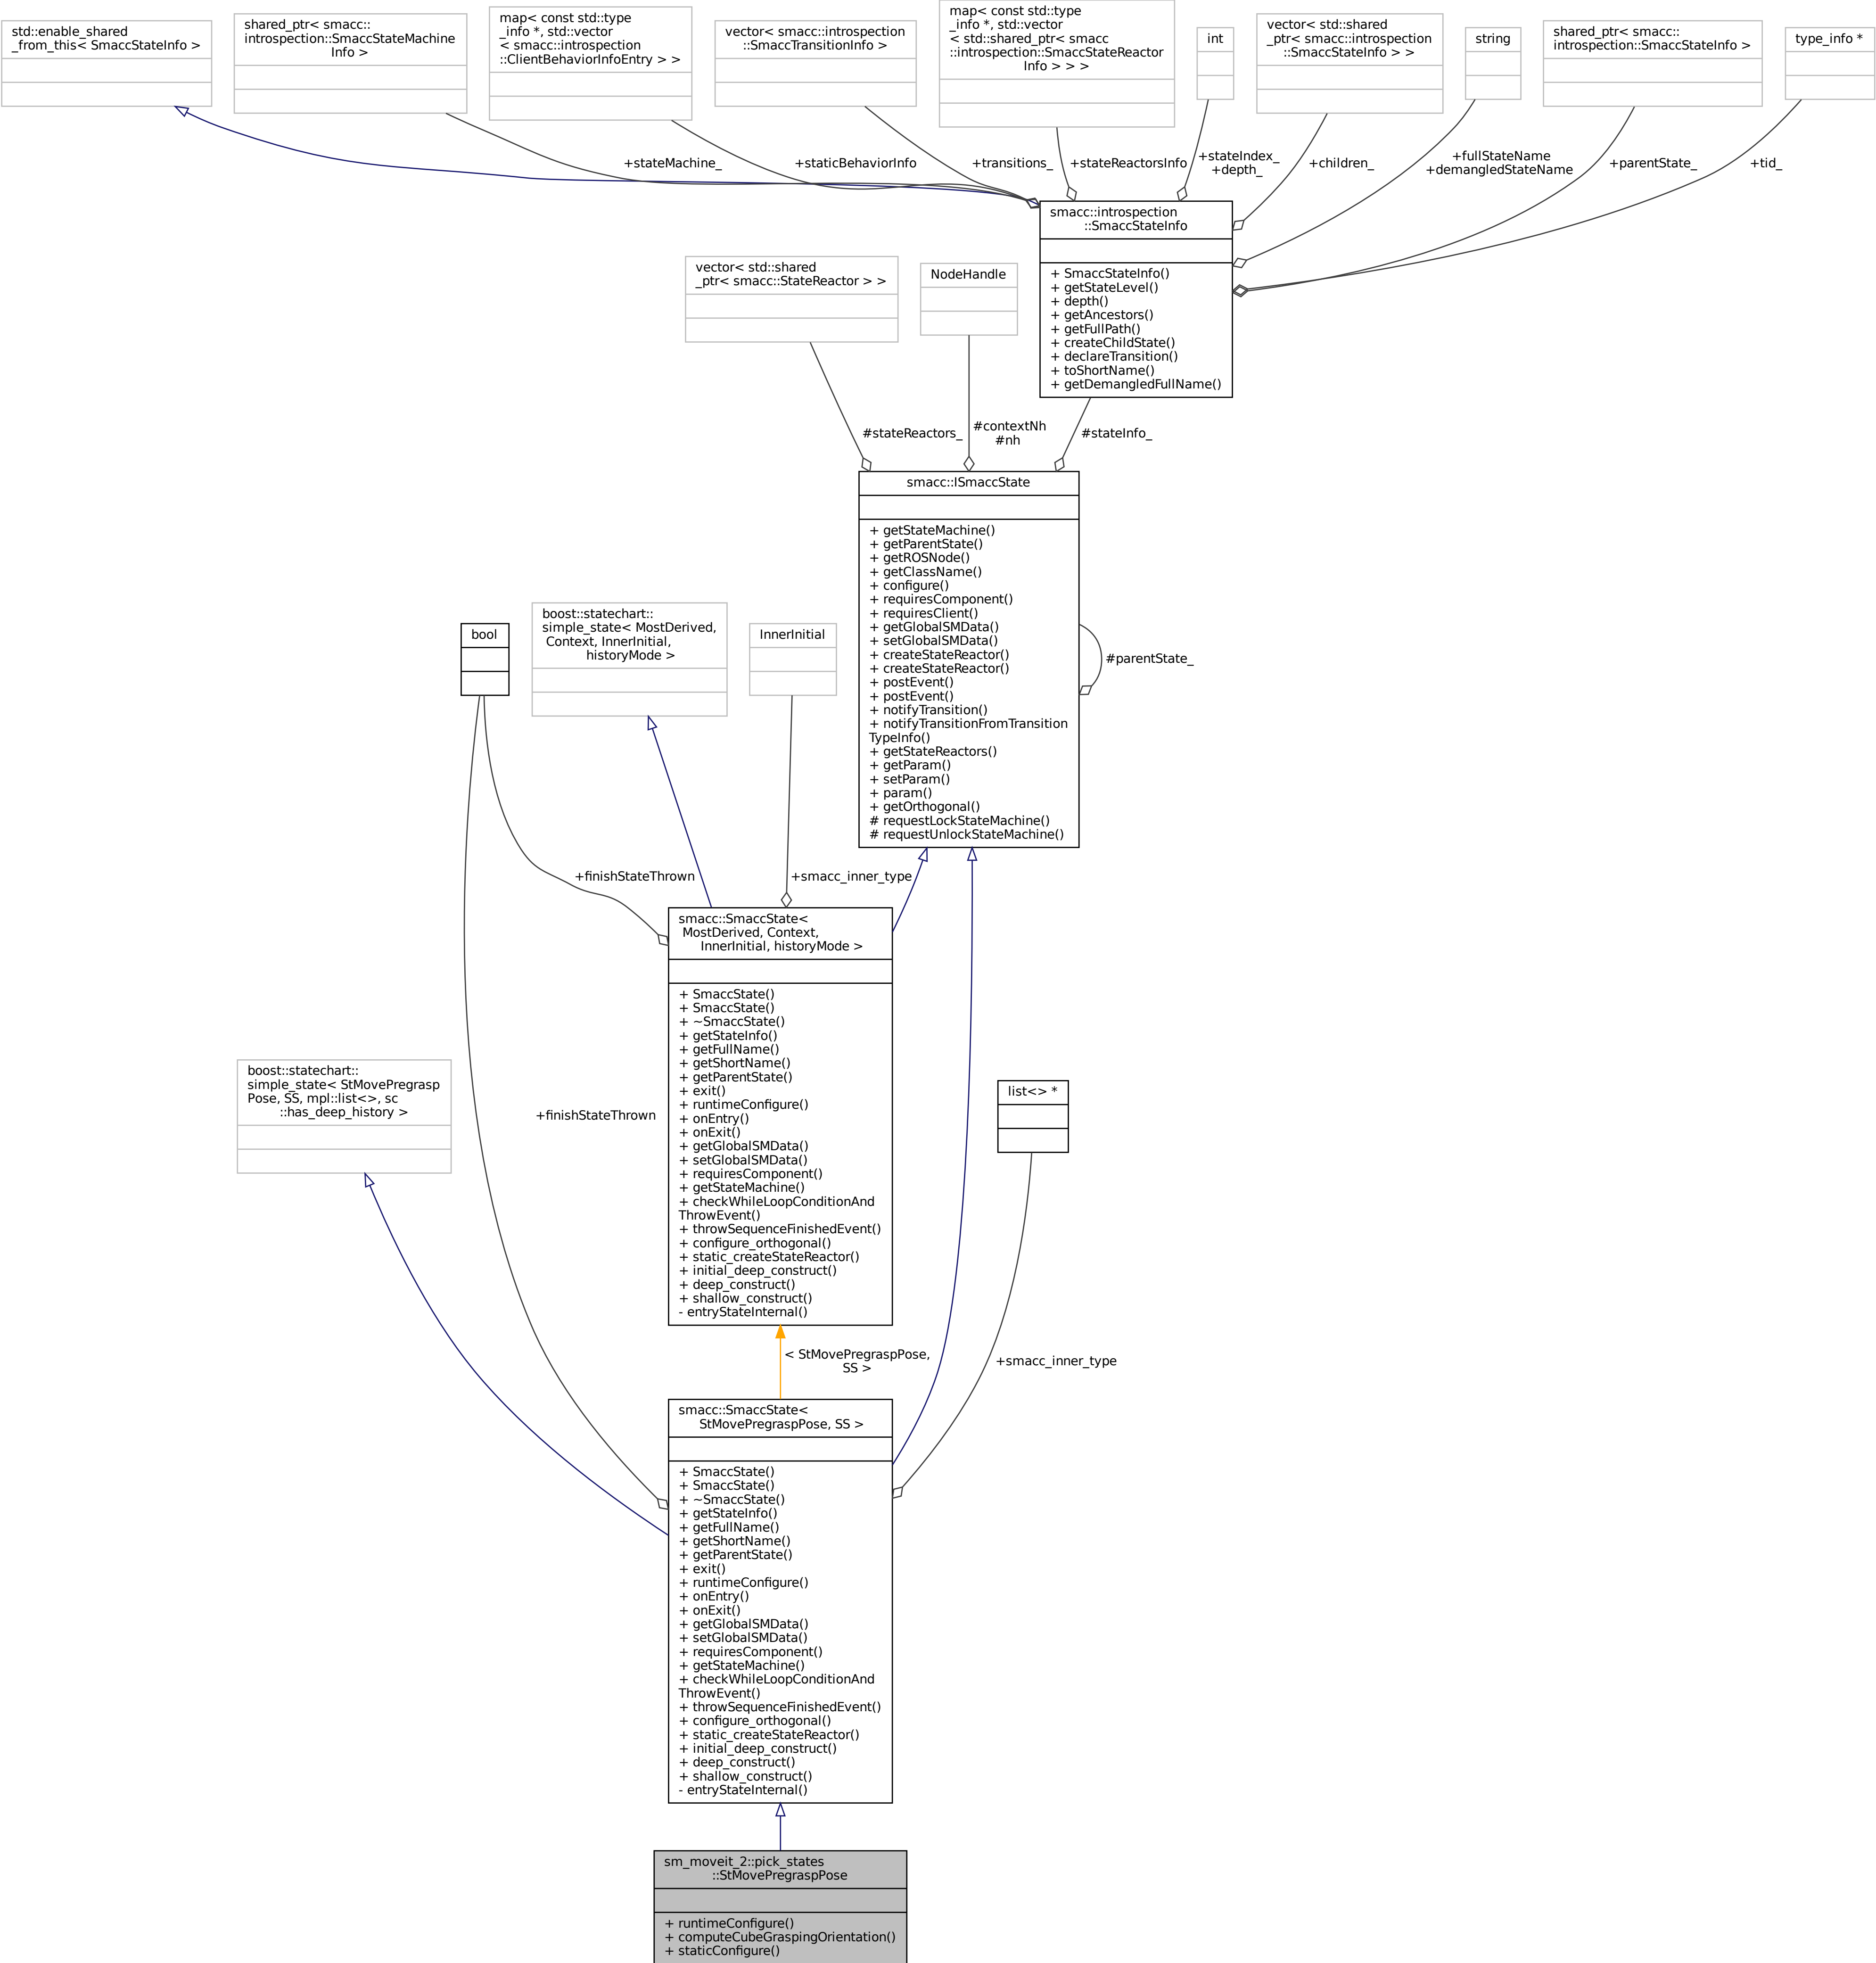 std::enable_shared
_from_this< SmaccStateInfo >
shared_ptr< smacc::
introspection::SmaccStateMachine
Info >
map< const std::type
_info *, std::vector
< smacc::introspection
::ClientBehaviorInfoEntry > >
vector< smacc::introspection
::SmaccTransitionInfo >
map< const std::type
_info *, std::vector
< std::shared_ptr< smacc
::introspection::SmaccStateReactor
Info > > >
int
vector< std::shared
_ptr< smacc::introspection
::SmaccStateInfo > >
string
shared_ptr< smacc::
introspection::SmaccStateInfo >
type_info *
+stateMachine_
+staticBehaviorInfo
+transitions_
+stateReactorsInfo
+stateIndex_
+depth_
+children_
+fullStateName
+demangledStateName
+parentState_
+tid_
smacc::introspection
::SmaccStateInfo
+ SmaccStateInfo()
+ getStateLevel()
+ depth()
+ getAncestors()
+ getFullPath()
+ createChildState()
+ declareTransition()
+ toShortName()
+ getDemangledFullName()
vector< std::shared
_ptr< smacc::StateReactor > >
NodeHandle
#stateReactors_
#contextNh
#nh
#stateInfo_
smacc::ISmaccState
+ getStateMachine()
+ getParentState()
+ getROSNode()
+ getClassName()
+ configure()
+ requiresComponent()
+ requiresClient()
+ getGlobalSMData()
+ setGlobalSMData()
+ createStateReactor()
+ createStateReactor()
+ postEvent()
+ postEvent()
+ notifyTransition()
+ notifyTransitionFromTransition
TypeInfo()
+ getStateReactors()
+ getParam()
+ setParam()
+ param()
+ getOrthogonal()
# requestLockStateMachine()
# requestUnlockStateMachine()
#parentState_
bool
boost::statechart::
simple_state< MostDerived,
Context, InnerInitial,
historyMode >
InnerInitial
+finishStateThrown
+smacc_inner_type
smacc::SmaccState<
MostDerived, Context,
InnerInitial, historyMode >
+ SmaccState()
+ SmaccState()
+ ~SmaccState()
+ getStateInfo()
+ getFullName()
+ getShortName()
+ getParentState()
+ exit()
+ runtimeConfigure()
+ onEntry()
+ onExit()
+ getGlobalSMData()
+ setGlobalSMData()
+ requiresComponent()
+ getStateMachine()
+ checkWhileLoopConditionAnd
ThrowEvent()
+ throwSequenceFinishedEvent()
+ configure_orthogonal()
+ static_createStateReactor()
+ initial_deep_construct()
+ deep_construct()
+ shallow_construct()
- entryStateInternal()
boost::statechart::
simple_state< StMovePregrasp
Pose, SS, mpl::list<>, sc
::has_deep_history >
+finishStateThrown
list<> *
< StMovePregraspPose,
SS >
+smacc_inner_type
smacc::SmaccState<
StMovePregraspPose, SS >
+ SmaccState()
+ SmaccState()
+ ~SmaccState()
+ getStateInfo()
+ getFullName()
+ getShortName()
+ getParentState()
+ exit()
+ runtimeConfigure()
+ onEntry()
+ onExit()
+ getGlobalSMData()
+ setGlobalSMData()
+ requiresComponent()
+ getStateMachine()
+ checkWhileLoopConditionAnd
ThrowEvent()
+ throwSequenceFinishedEvent()
+ configure_orthogonal()
+ static_createStateReactor()
+ initial_deep_construct()
+ deep_construct()
+ shallow_construct()
- entryStateInternal()
sm_moveit_2::pick_states
::StMovePregraspPose
+ runtimeConfigure()
+ computeCubeGraspingOrientation()
+ staticConfigure()